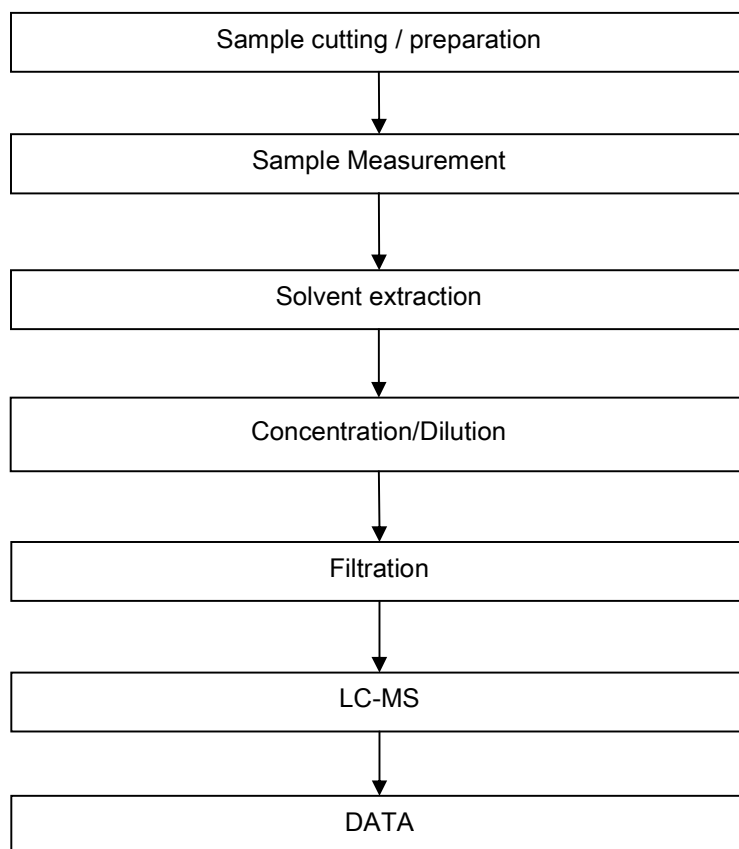 Sample cutting / preparation
Sample Measurement
Solvent extraction
Concentration/Dilution
Filtration
LC-MS
DATA